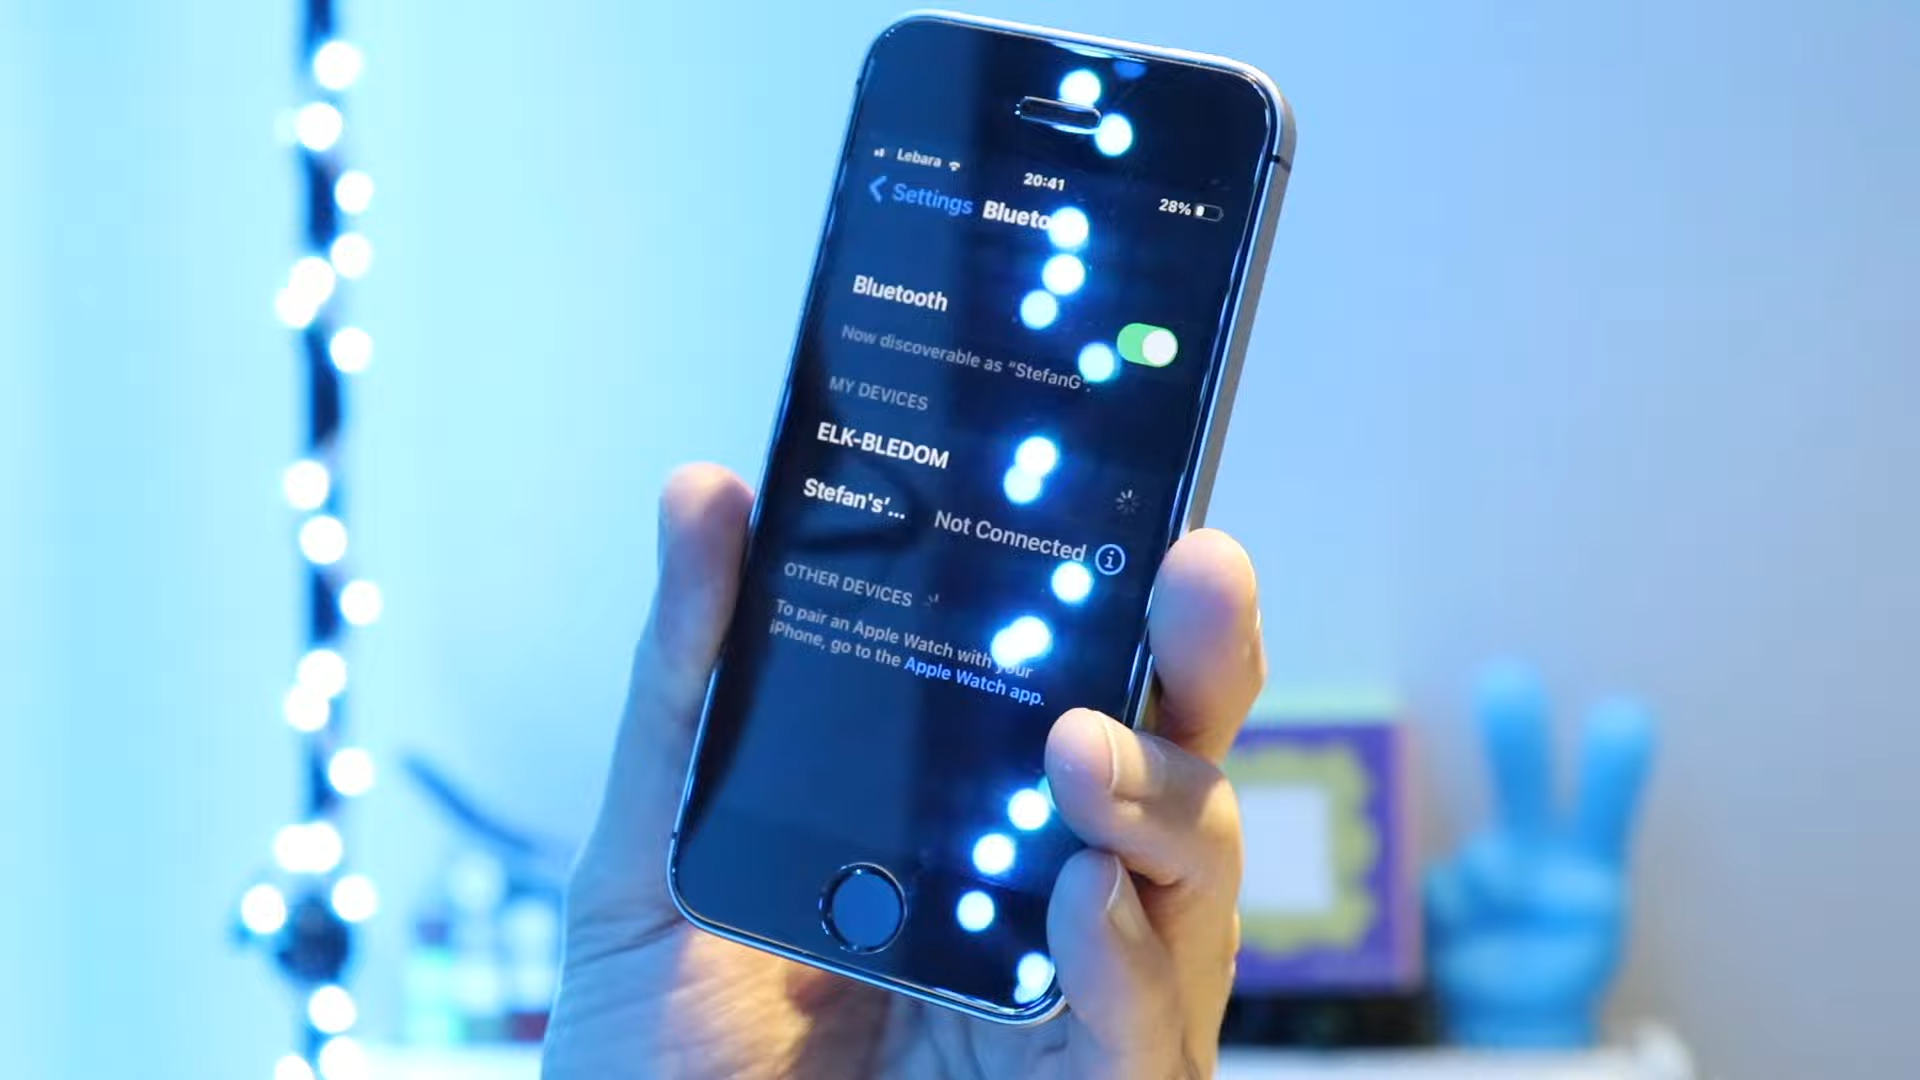 Lebara
20:41
28%
Settings Blueto
Bluetooth
Now discoverable as “StefanG”.
MY DEVICES
ELK-BLEDOM
Stefan's'... Not Connected
OTHER DEVICES
To pair an Apple Watch with your
iPhone, go to the Apple Watch app.